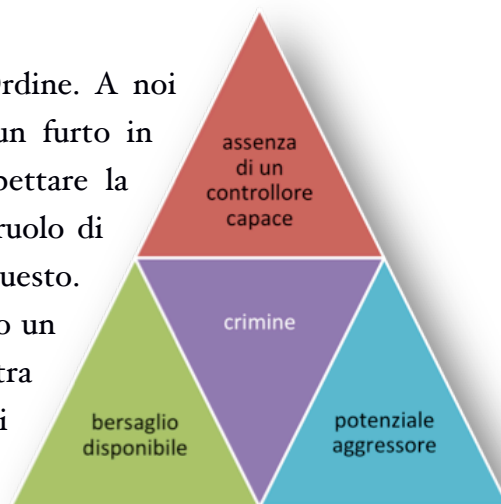 rdine. A noi
un furto in
pettare la
ruolo di
uesto.
o un
tra
i
assenza
di un
controllore
capace
crimine
bersaglio
disponibile
potenziale
aggressore